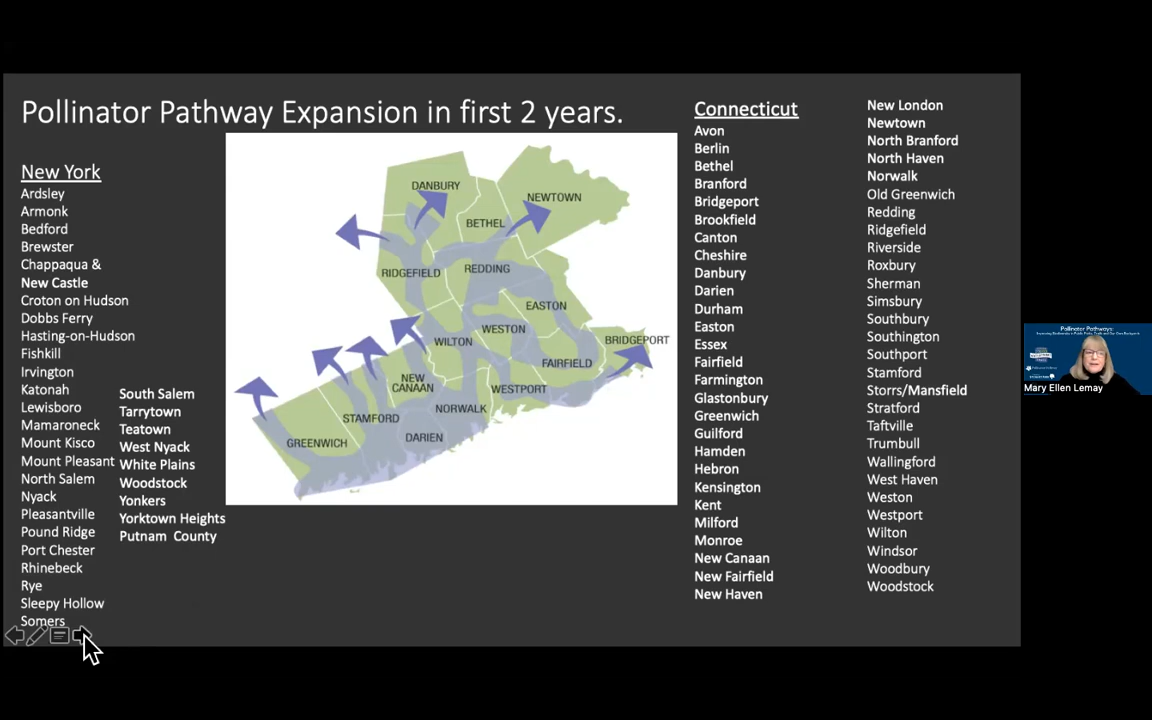 Pollinator Pathway Expansion in first 2 years.
New York
Ardsley
Armonk
Bedford
Brewster
Chappaqua &
New Castle
Croton on Hudson
Dobbs Ferry
Hasting-on-Hudson
Fishkill
Irvington
Katonah
Lewisboro
Mamaroneck
Mount Kisco
Mount Pleasant
North Salem
Nyack
Pleasantville
Pound Ridge
Port Chester
Rhinebeck
Rye
Sleepy Hollow
Somers
South Salem
Tarrytown
Teatown
West Nyack
White Plains
Woodstock
Yonkers
Yorktown Heights
Putnam County
DANBURY
NEWTOWN
BETHEL
RIDGEFIELD
REDDING
EASTON
WESTON
WILTON
BRIDGEPORT
FAIRFIELD
NEW
CANAAN
WESTPORT
NORWALK
STAMFORD
DARIEN
GREENWICH
Connecticut
Avon
Berlin
Bethel
Branford
Bridgeport
Brookfield
Canton
Cheshire
Danbury
Darien
Durham
Easton
Essex
Fairfield
Farmington
Glastonbury
Greenwich
Guilford
Hamden
Hebron
Kensington
Kent
Milford
Monroe
New Canaan
New Fairfield
New Haven
New London
Newtown
North Branford
North Haven
Norwalk
Old Greenwich
Redding
Ridgefield
Riverside
Roxbury
Sherman
Simsbury
Southbury
Southington
Southport
Stamford
Storrs/Mansfield
Stratford
Taftville
Trumbull
Wallingford
West Haven
Weston
Westport
Wilton
Windsor
Woodbury
Woodstock
Pollinator Pathways:
Mary Ellen Lemay